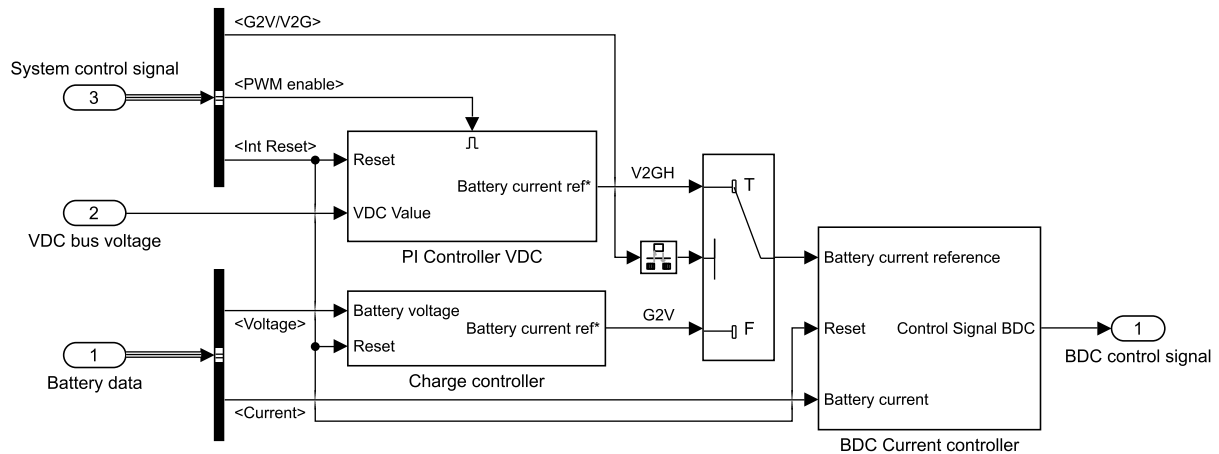 <G2V/V2G>
System control signal
3
<PWM enable>
<Int Reset>
Reset
Battery current ref*
VDC Value
PI Controller VDC
2
VDC bus voltage
V2GH
T
F
G2V
Battery voltage
Battery current ref*
Reset
Charge controller
<Voltage>
1
Battery data
<Current>
Battery current reference
Reset
Control Signal BDC
Battery current
BDC Current controller
1
BDC control signal